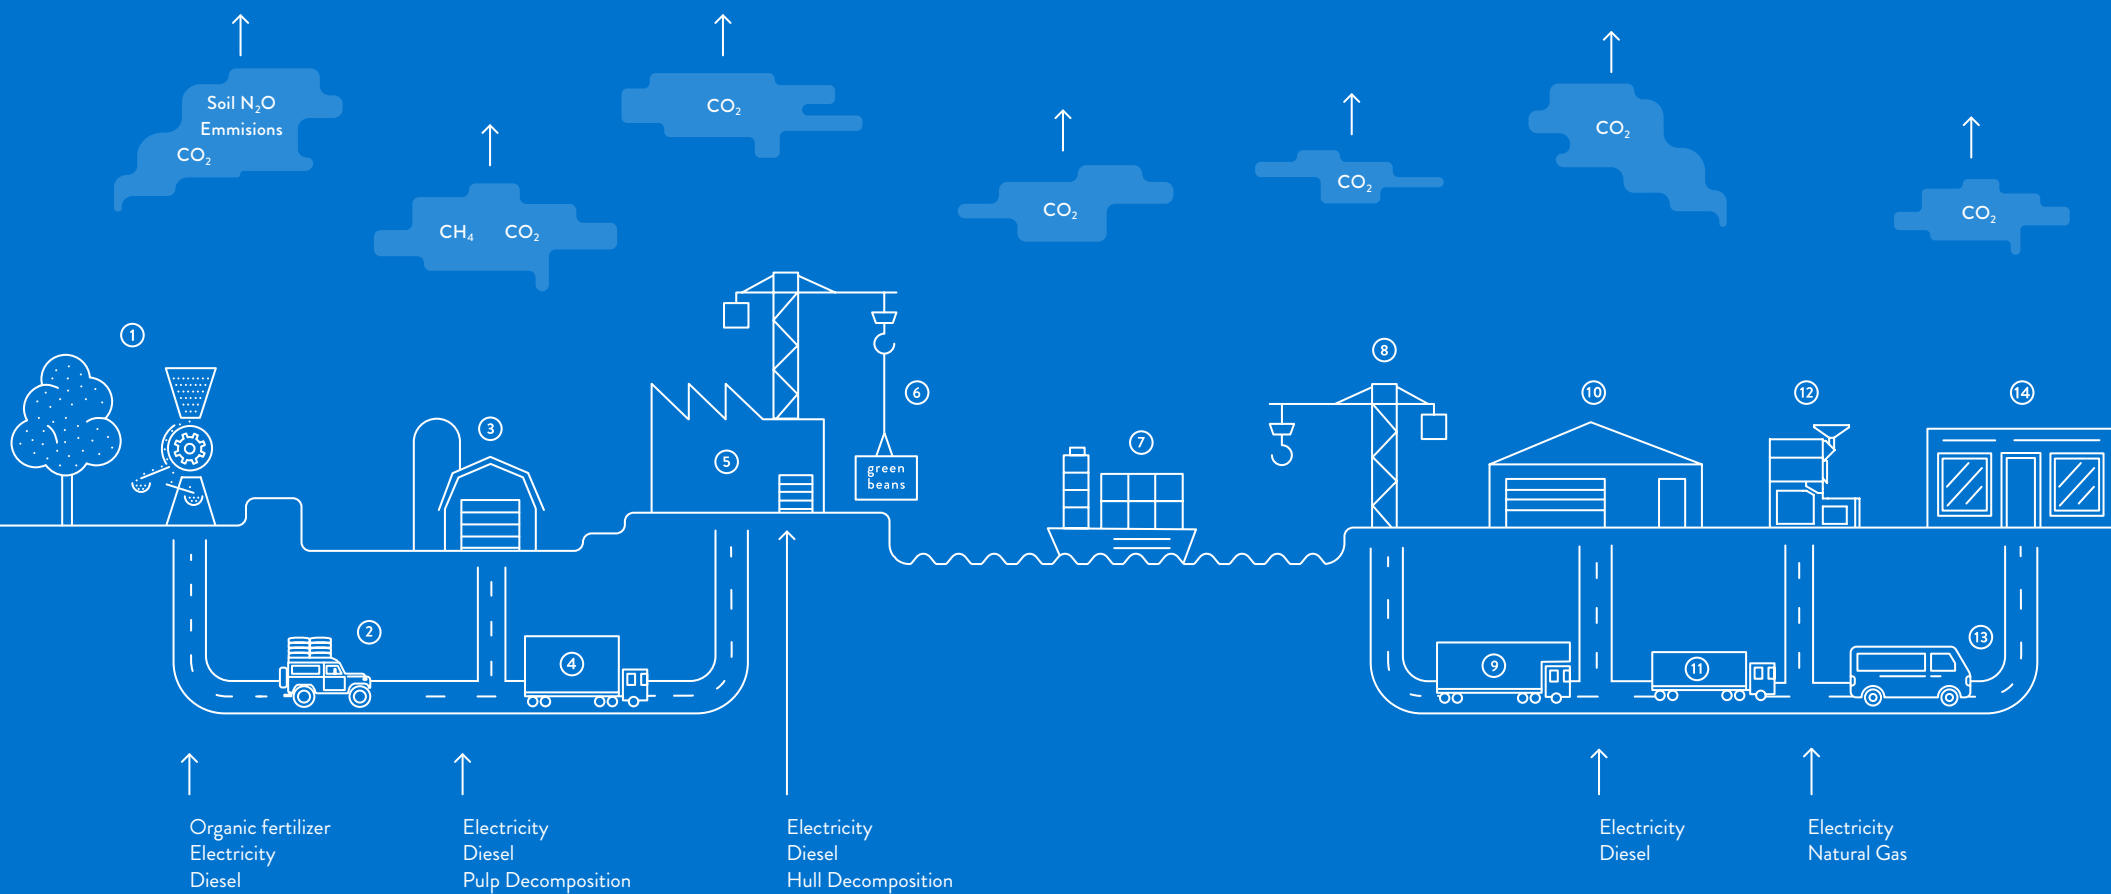 Soil N₂O
Emmisions
CO₂
CH₄ CO₂
CO₂
CO₂
CO₂
CO₂
CO₂
1
2
3
4
5
6
green
beans
7
8
9
10
11
12
13
14
Organic fertilizer
Electricity
Diesel
Electricity
Diesel
Pulp Decomposition
Electricity
Diesel
Hull Decomposition
Electricity
Diesel
Electricity
Natural Gas